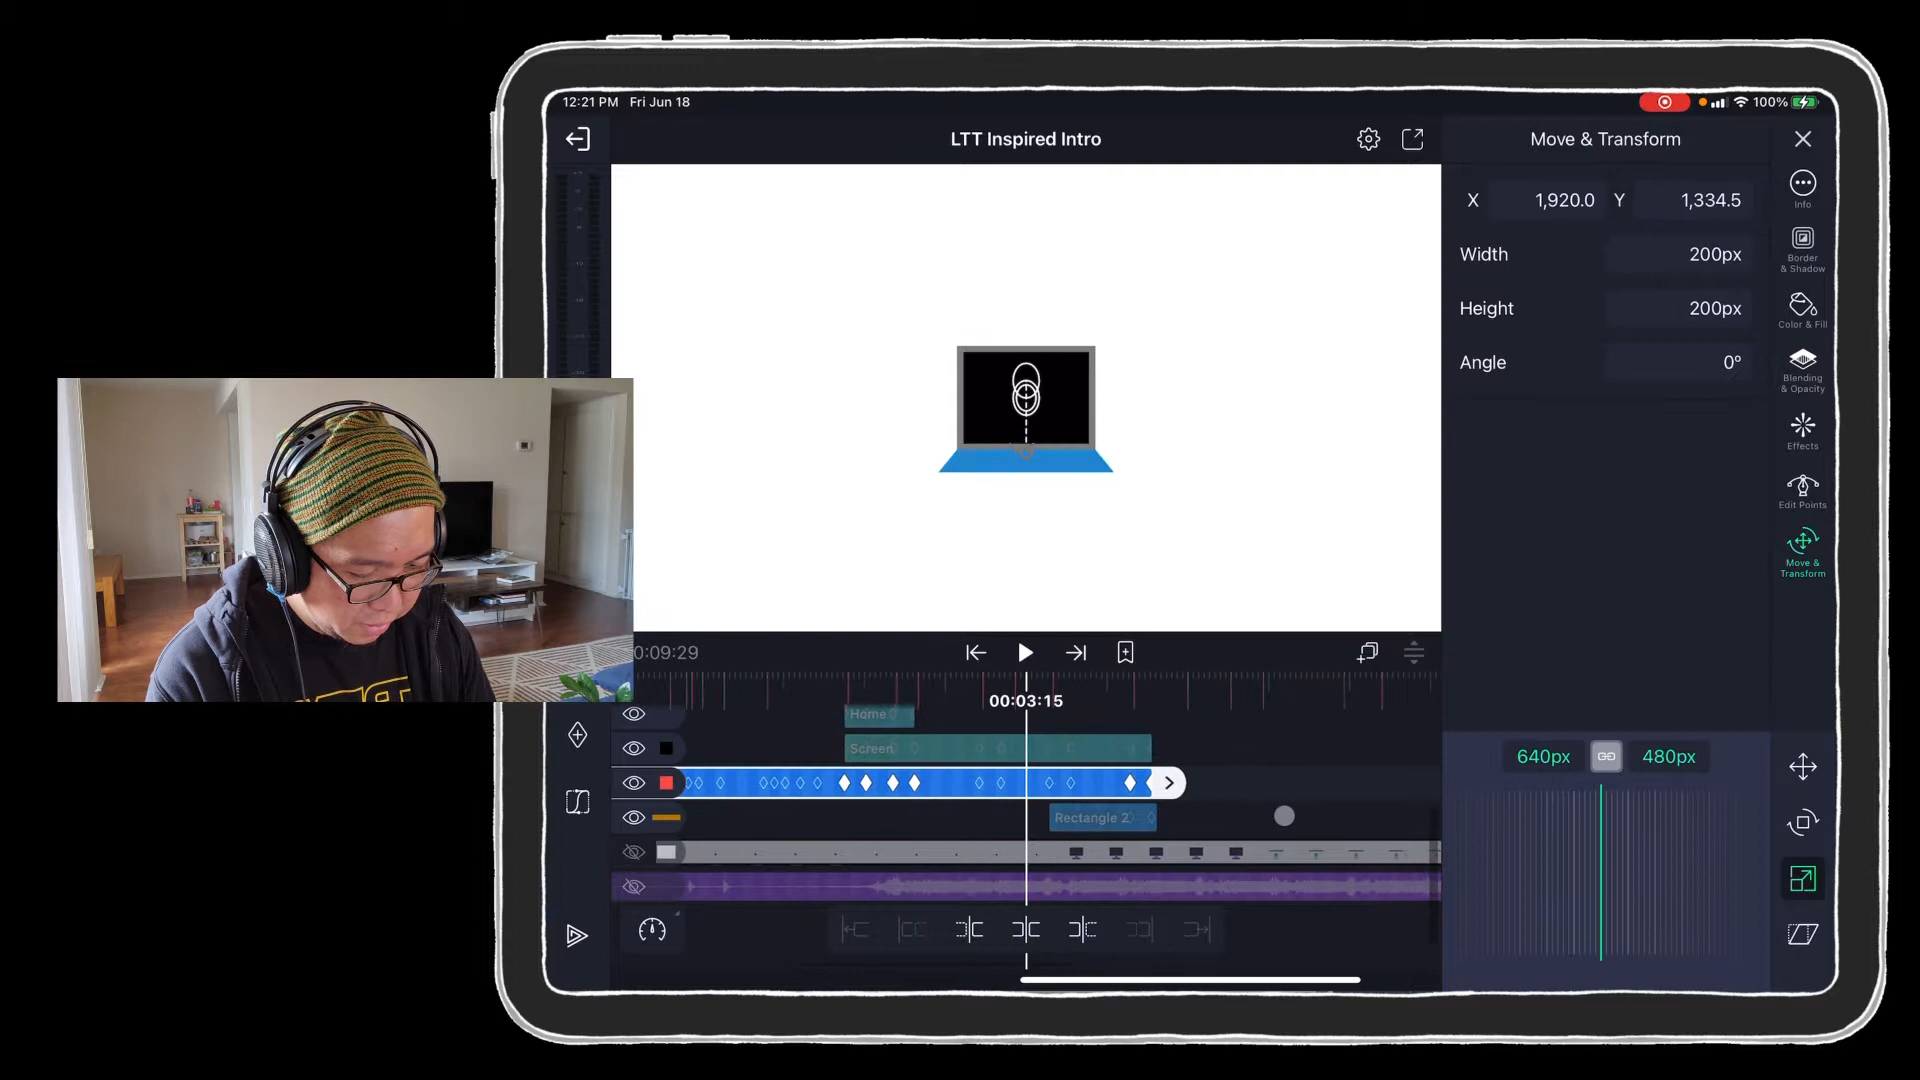 12:21 PM Fri Jun 18
100%
LTT Inspired Intro
Move & Transform
X 1,920.0 Y 1,334.5
Width 200px
Height 200px
Angle 0°
Info
Border
& Shadow
Color & Fill
Blending
& Opacity
Effects
Edit Points
Move &
Transform
0:09:29
00:03:15
Home
Screen
Rectangle 2
640px 480px